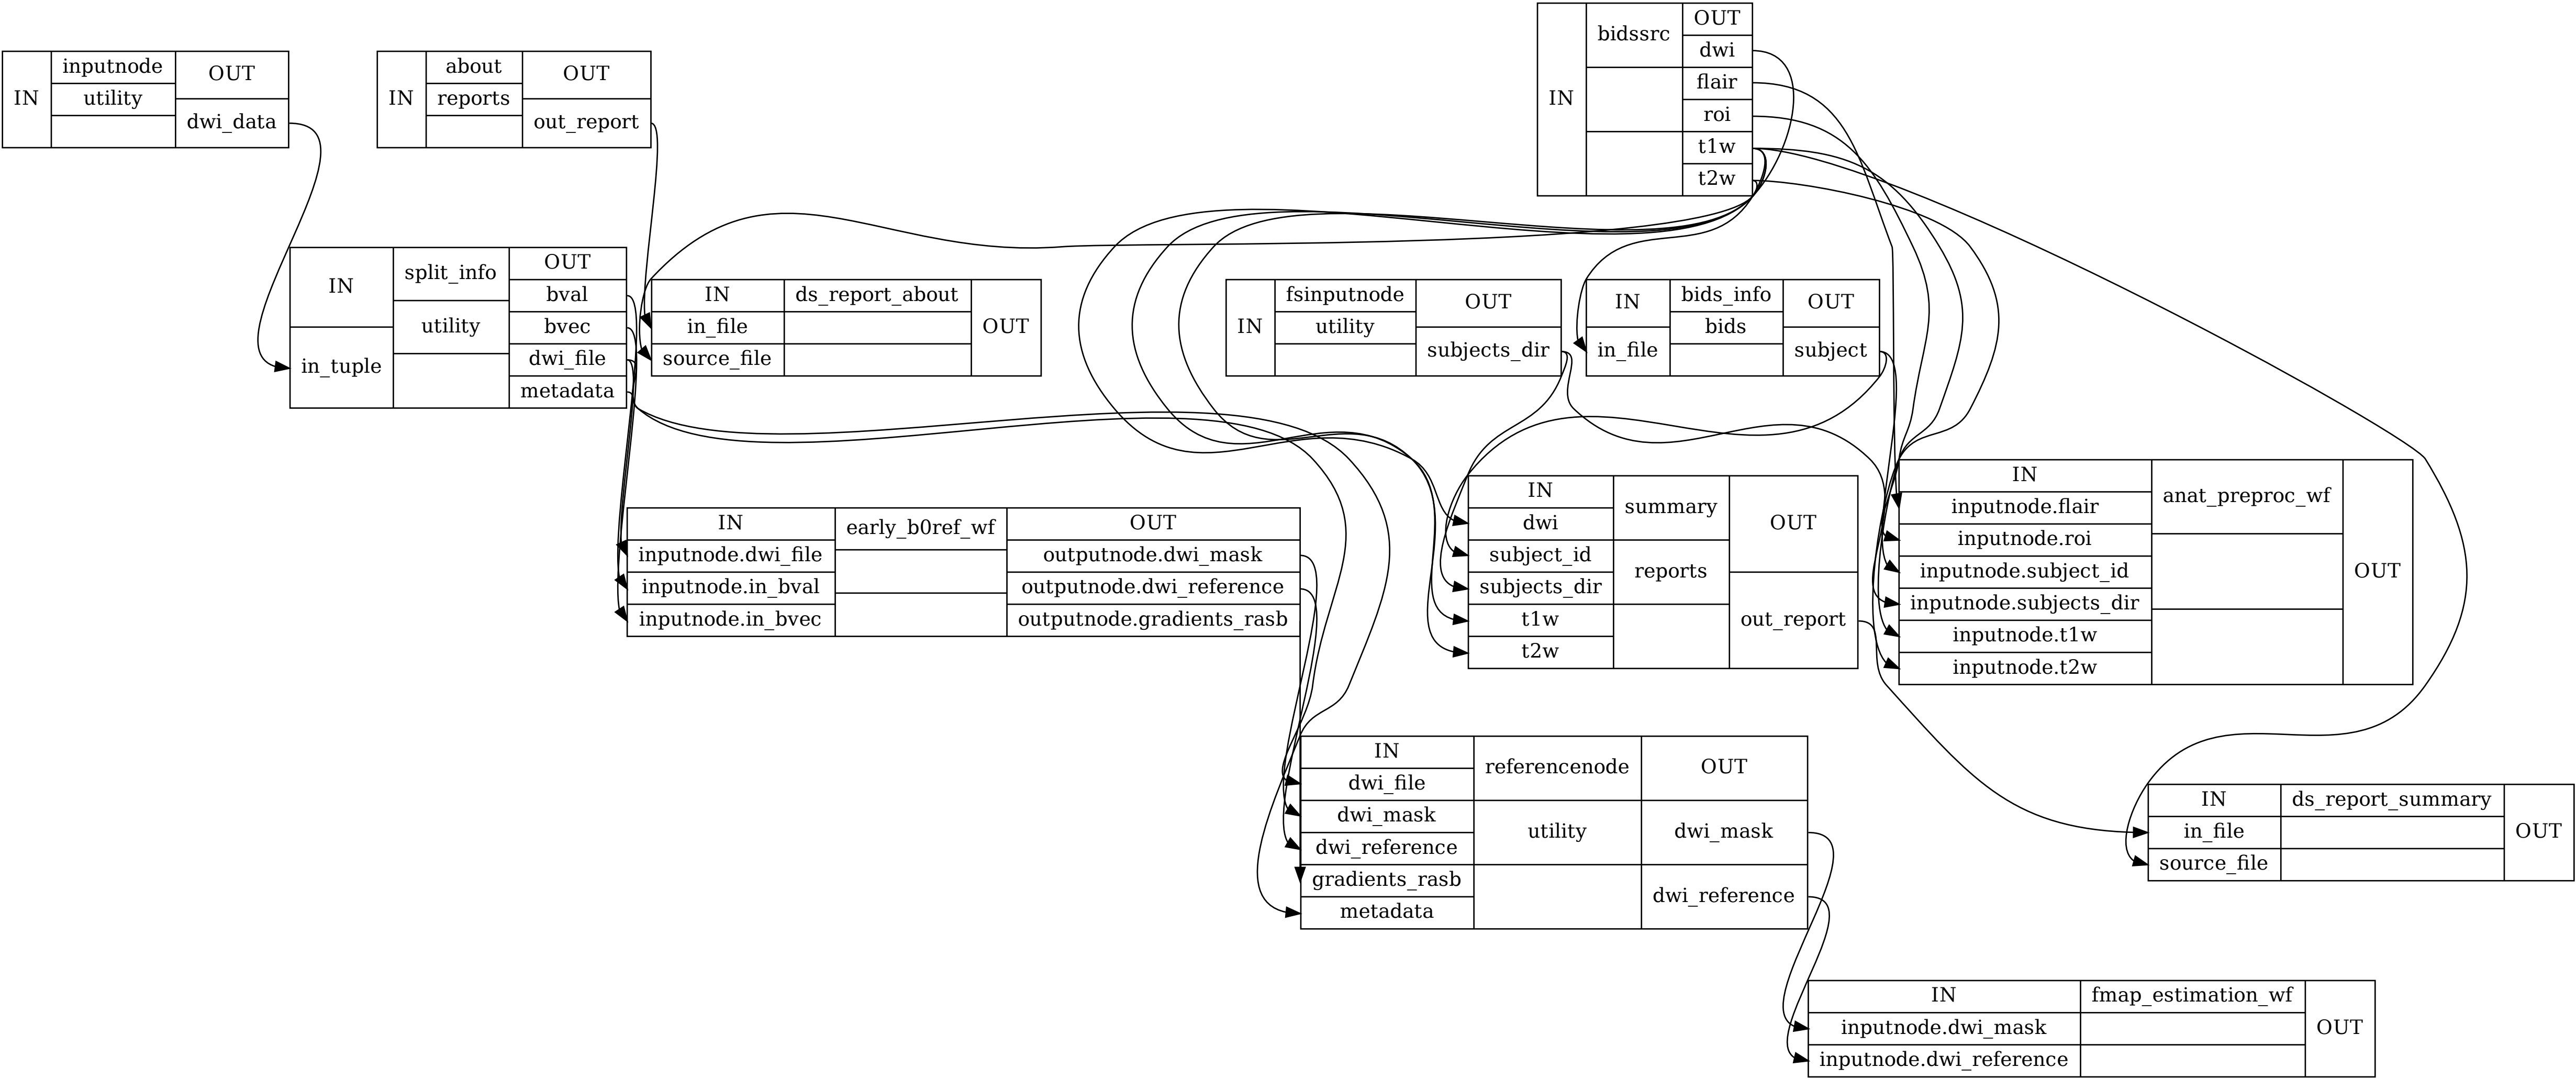 IN
inputnode
utility
OUT
dwi_data
IN
about
reports
OUT
out_report
IN
bidssrc
OUT
dwi
flair
roi
t1w
t2w
IN
in_tuple
split_info
utility
OUT
bval
bvec
dwi_file
metadata
IN
in_file
source_file
ds_report_about
OUT
IN
fsinputnode
utility
OUT
subjects_dir
IN
in_file
bids_info
bids
OUT
subject
IN
inputnode.dwi_file
inputnode.in_bval
inputnode.in_bvec
early_b0ref_wf
OUT
outputnode.dwi_mask
outputnode.dwi_reference
outputnode.gradients_rasb
IN
dwi
subject_id
subjects_dir
t1w
t2w
summary
reports
OUT
out_report
IN
inputnode.flair
inputnode.roi
inputnode.subject_id
inputnode.subjects_dir
inputnode.t1w
inputnode.t2w
anat_preproc_wf
OUT
IN
dwi_file
dwi_mask
dwi_reference
gradients_rasb
metadata
referencenode
utility
OUT
dwi_mask
dwi_reference
IN
in_file
source_file
ds_report_summary
OUT
IN
inputnode.dwi_mask
inputnode.dwi_reference
fmap_estimation_wf
OUT